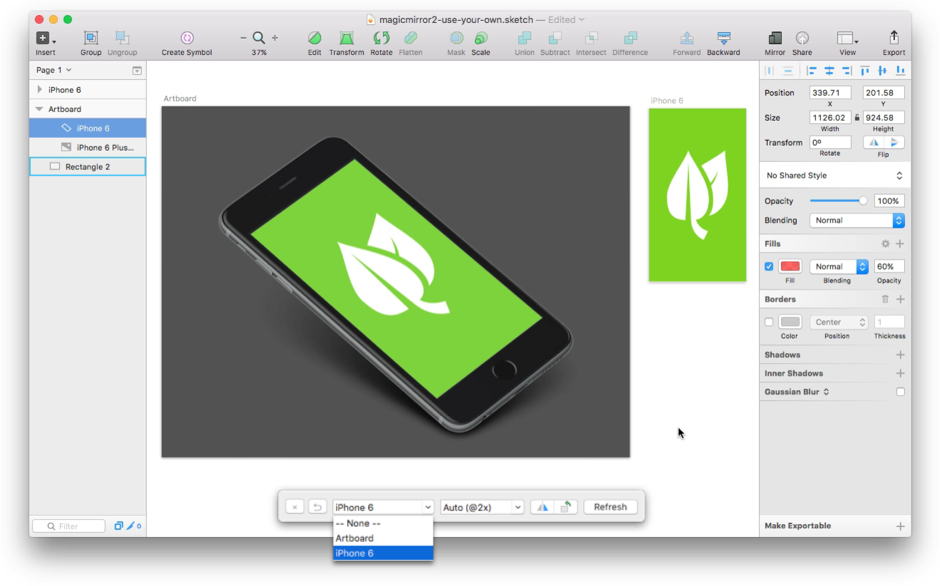 magicmirror2-use-your-own.sketch — Edited
Insert
Group
Ungroup
Create Symbol
37%
Edit
Transform
Rotate
Flatten
Mask
Scale
Union
Subtract
Intersect
Difference
Forward
Backward
Mirror
Share
View
Export
Page 1
iPhone 6
Artboard
iPhone 6
iPhone 6 Plus...
Rectangle 2
Filter
0
Artboard
iPhone 6
Position
339.71
201.58
X
Y
Size
1126.02
924.58
Width
Height
Transform
0º
Rotate
Flip
No Shared Style
Opacity
100%
Blending
Normal
Fills
Normal
60%
Fill
Blending
Opacity
Borders
Center
1
Color
Position
Thickness
Shadows
Inner Shadows
Gaussian Blur
Make Exportable
iPhone 6
Auto (@2x)
Refresh
-- None --
Artboard
iPhone 6